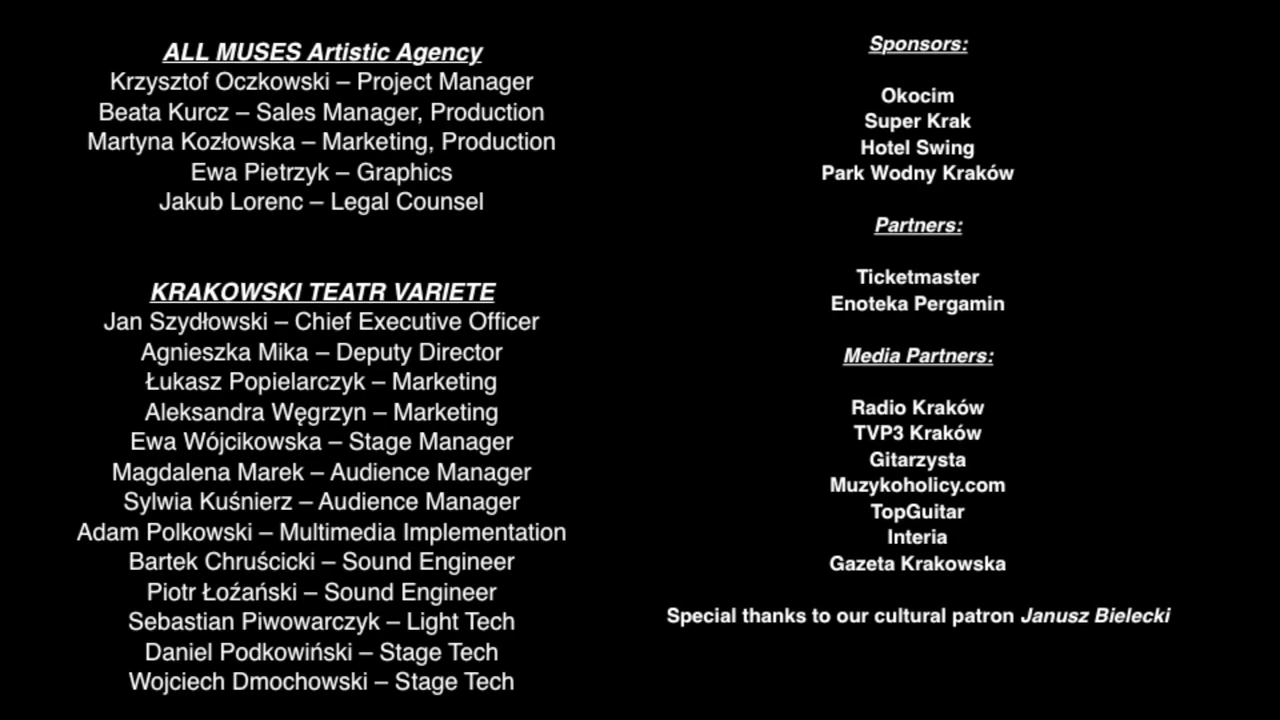 ALL MUSES Artistic Agency
Krzysztof Oczkowski – Project Manager
Beata Kurcz – Sales Manager, Production
Martyna Kozłowska – Marketing, Production
Ewa Pietrzyk – Graphics
Jakub Lorenc – Legal Counsel
KRAKOWSKI TEATR VARIETE
Jan Szydłowski – Chief Executive Officer
Agnieszka Mika – Deputy Director
Łukasz Popielarczyk – Marketing
Aleksandra Węgrzyn – Marketing
Ewa Wójcikowska – Stage Manager
Magdalena Marek – Audience Manager
Sylwia Kuśnierz – Audience Manager
Adam Polkowski – Multimedia Implementation
Bartek Chruścicki – Sound Engineer
Piotr Łoźański – Sound Engineer
Sebastian Piwowarczyk – Light Tech
Daniel Podkowiński – Stage Tech
Wojciech Dmochowski – Stage Tech
Sponsors:
Okocim
Super Krak
Hotel Swing
Park Wodny Kraków
Partners:
Ticketmaster
Enoteka Pergamin
Media Partners:
Radio Kraków
TVP3 Kraków
Gitarzysta
Muzykoholicy.com
TopGuitar
Interia
Gazeta Krakowska
Special thanks to our cultural patron Janusz Bielecki